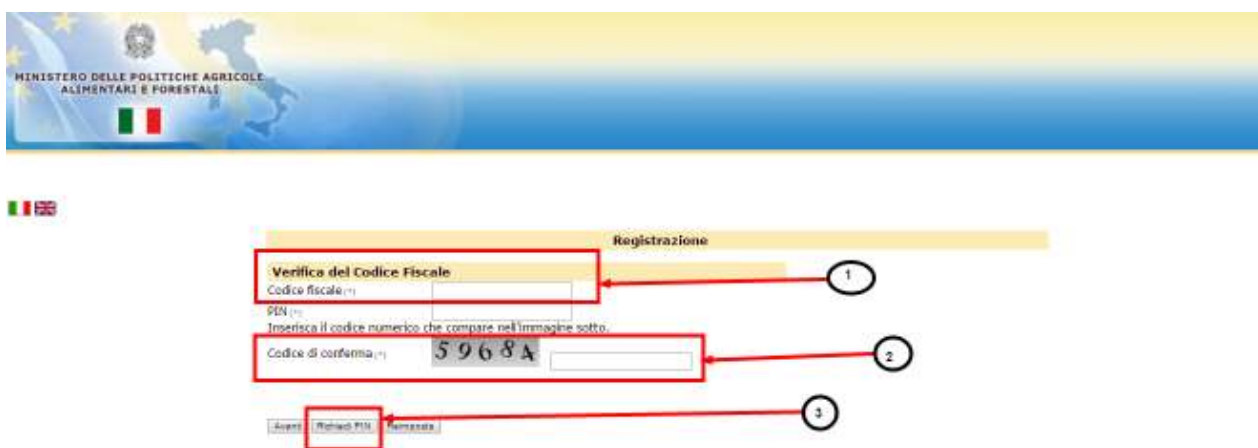 MINISTERO DELLE POLITICHE AGRICOLE
ALIMENTARI E FORESTALI
Registrazione
Verifica del Codice Fiscale
1
Codice fiscale (*)
PIN (*)
Inserisca il codice numerico che compare nell'immagine sotto.
Codice di conferma (*) 59684
2
3
Avanti Richiedi PIN